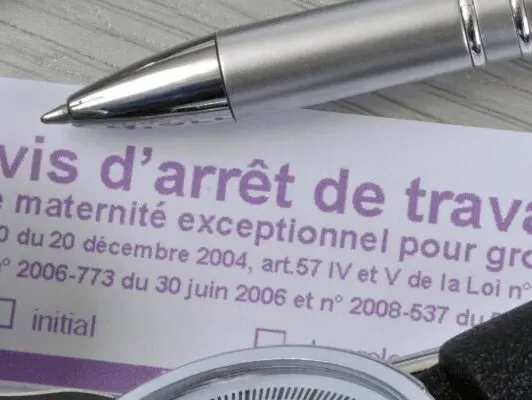 vis d'arrêt de trava
maternité exceptionnel pour gro
0 du 20 décembre 2004, art.57 IV et V de la Loi n°
° 2006-773 du 30 juin 2006 et n° 2008-537 du
initial